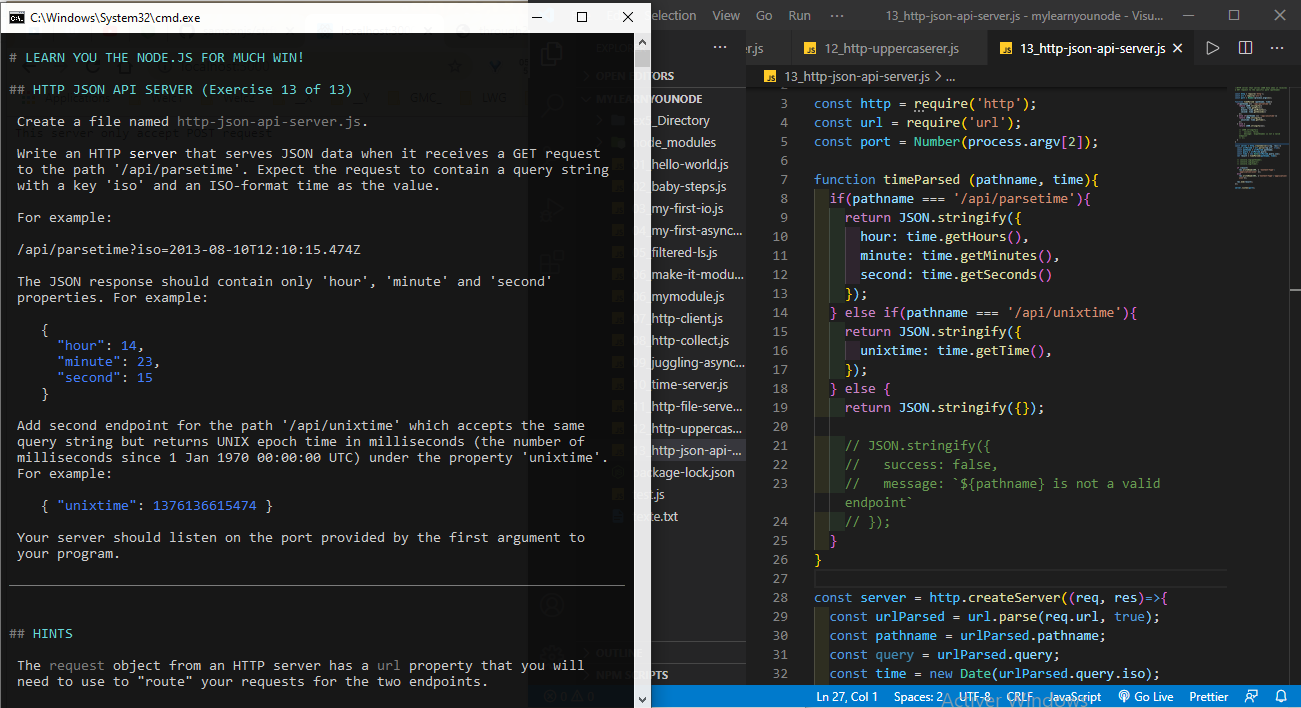 C:\Windows\System32\cmd.exe
# LEARN YOU THE NODE.JS FOR MUCH WIN!
## HTTP JSON API SERVER (Exercise 13 of 13)
Create a file named http-json-api-server.js.
Write an HTTP server that serves JSON data when it receives a GET request
to the path '/api/parsetime'. Expect the request to contain a query string
with a key 'iso' and an ISO-format time as the value.
For example:
/api/parsetime?iso=2013-08-10T12:10:15.474Z
The JSON response should contain only 'hour', 'minute' and 'second'
properties. For example:
{
"hour": 14,
"minute": 23,
"second": 15
}
Add second endpoint for the path '/api/unixtime' which accepts the same
query string but returns UNIX epoch time in milliseconds (the number of
milliseconds since 1 Jan 1970 00:00:00 UTC) under the property 'unixtime'.
For example:
{ "unixtime": 1376136615474 }
Your server should listen on the port provided by the first argument to
your program.
## HINTS
The request object from an HTTP server has a url property that you will
need to use to "route" your requests for the two endpoints.
election View Go Run ··· 13_http-json-api-server.js - mylearnyounode - Visu...
OPEN EDITORS
MYLEARNYOUNODE
_Directory
node_modules
hello-world.js
baby-steps.js
my-first-io.js
my-first-async...
filtered-ls.js
make-it-modu...
mymodule.js
http-client.js
http-collect.js
juggling-async...
time-server.js
http-file-serve...
http-uppercas...
http-json-api-...
package-lock.json
.js
te.txt
OUTLINE
NPM SCRIPTS
er.js 12_http-uppercaserer.js 13_http-json-api-server.js
13_http-json-api-server.js > ...
3 const http = require('http');
4 const url = require('url');
5 const port = Number(process.argv[2]);
6
7 function timeParsed (pathname, time){
8 if(pathname === '/api/parsetime'){
9 return JSON.stringify({
10 hour: time.getHours(),
11 minute: time.getMinutes(),
12 second: time.getSeconds()
13 });
14 } else if(pathname === '/api/unixtime'){
15 return JSON.stringify({
16 unixtime: time.getTime(),
17 });
18 } else {
19 return JSON.stringify({});
20
21 // JSON.stringify({
22 // success: false,
23 // message: `${pathname} is not a valid
endpoint`
24 // });
25 }
26 }
27
28 const server = http.createServer((req, res)=>{
29 const urlParsed = url.parse(req.url, true);
30 const pathname = urlParsed.pathname;
31 const query = urlParsed.query;
32 const time = new Date(urlParsed.query.iso);
Ln 27, Col 1 Spaces: 2 UTF-8 CRLF JavaScript Go Live Prettier
Activer Windows